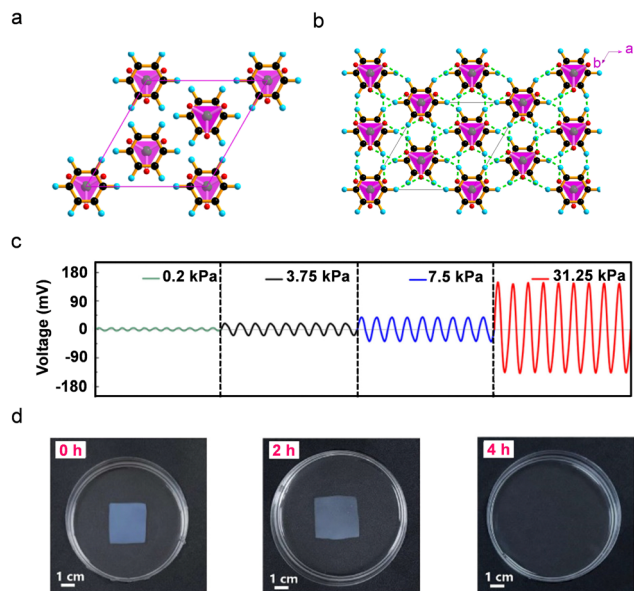 a
b
a
b
c
Voltage (mV)
180
90
0
-90
-180
0.2 kPa
3.75 kPa
7.5 kPa
31.25 kPa
d
0 h
2 h
4 h
1 cm
1 cm
1 cm